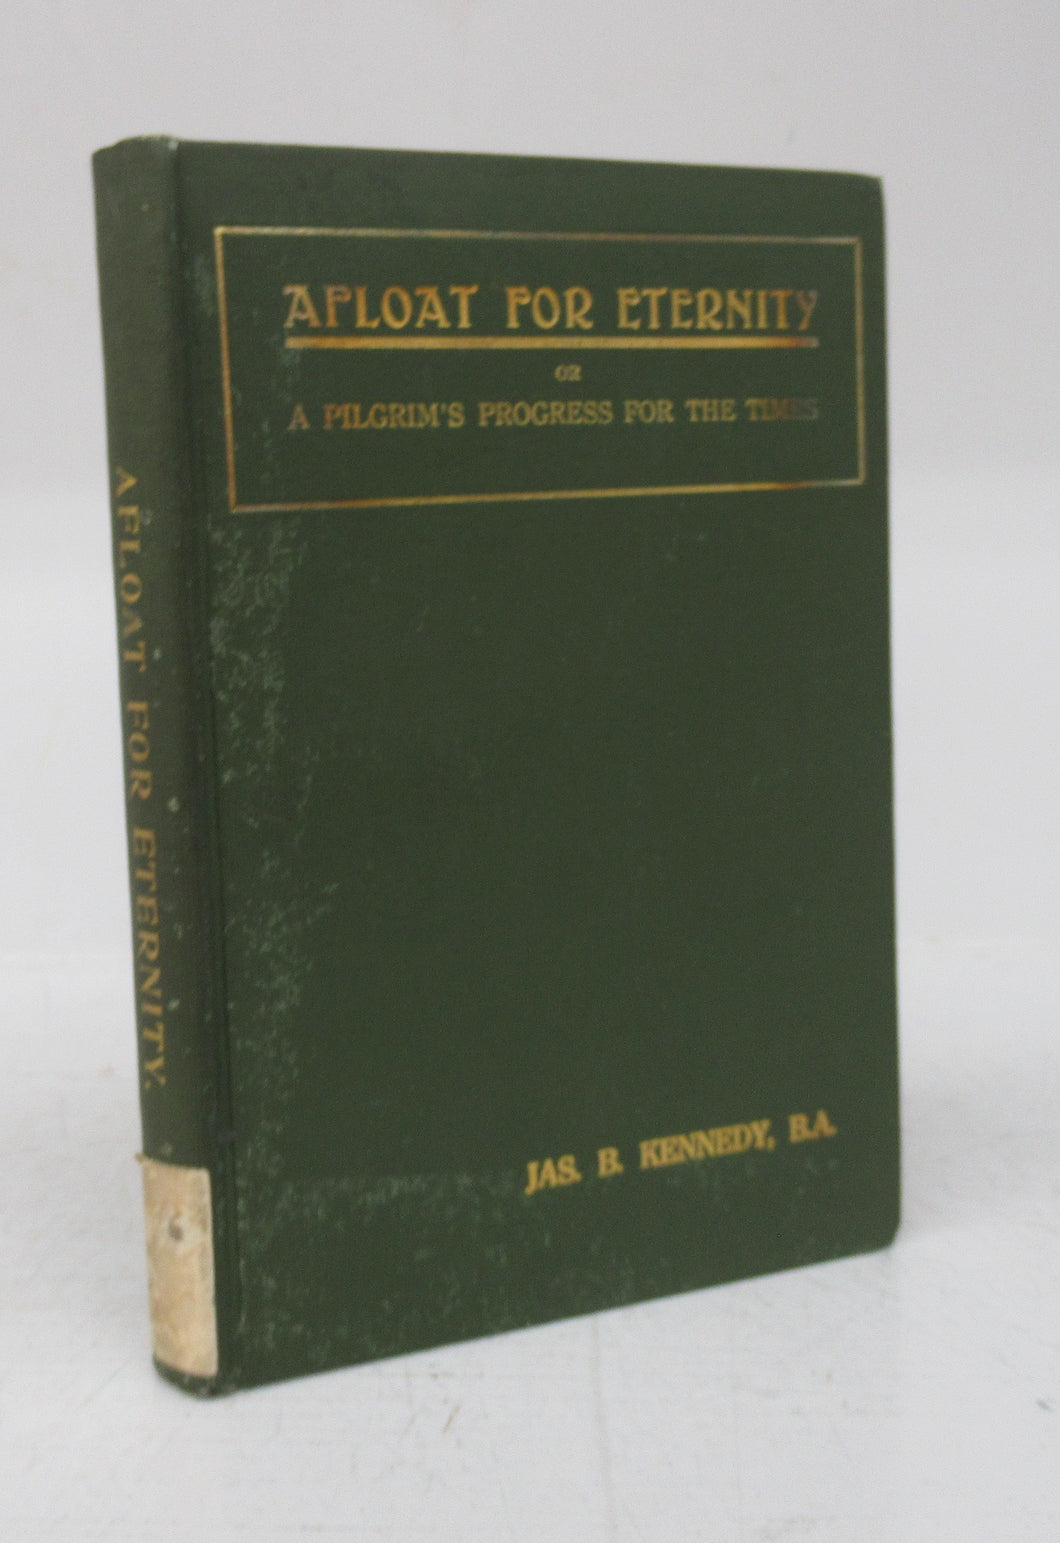 AFLOAT FOR ETERNITY
OR
A PILGRIM'S PROGRESS FOR THE TIMES
JAS. B. KENNEDY, B.A.
AFLOAT FOR ETERNITY.